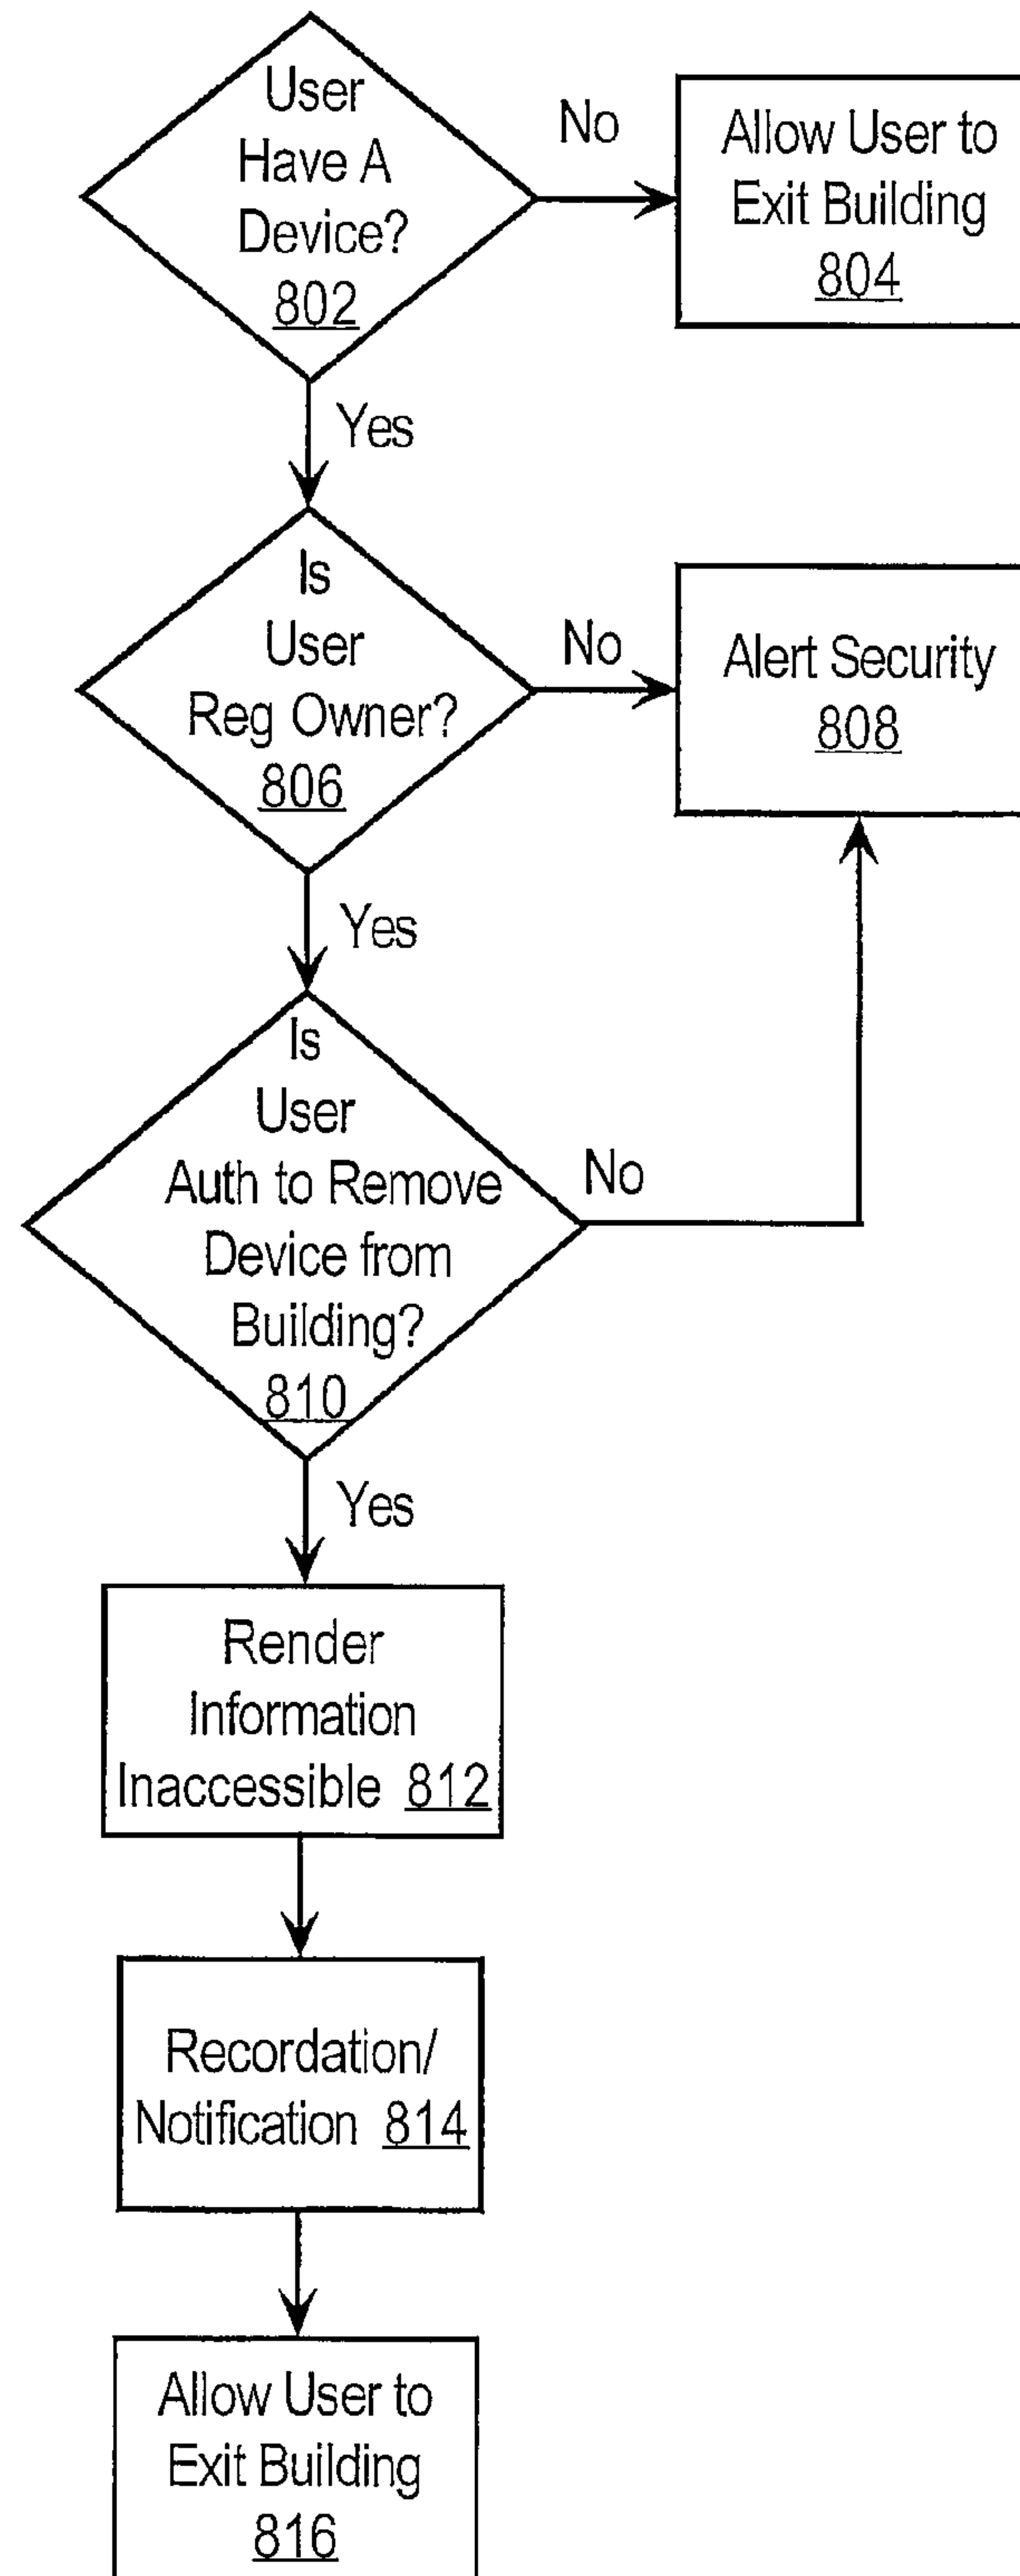 User
Have A
Device?
802
No
Allow User to
Exit Building
804
Yes
Is
User
Reg Owner?
806
No
Alert Security
808
Yes
Is
User
Auth to Remove
Device from
Building?
810
No
Yes
Render
Information
Inaccessible 812
Recordation/
Notification 814
Allow User to
Exit Building
816